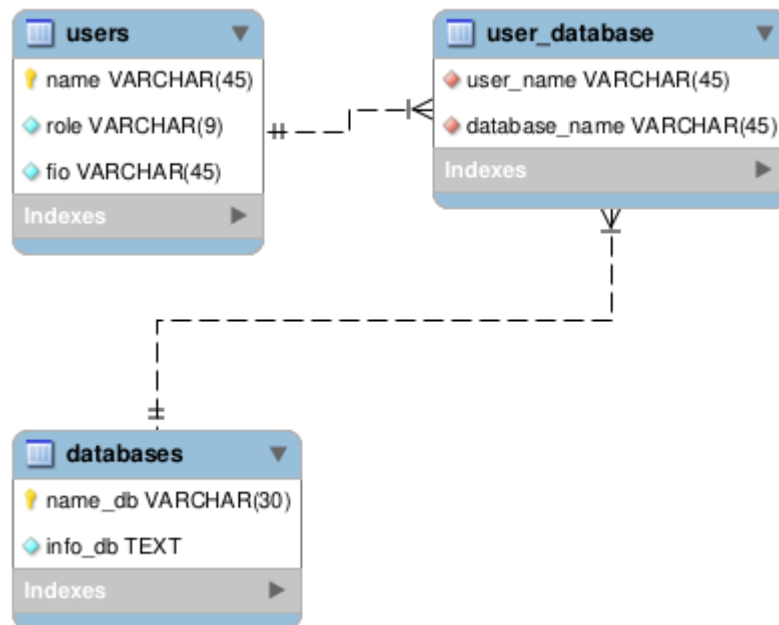 users
name VARCHAR(45)
role VARCHAR(9)
fio VARCHAR(45)
Indexes
user_database
user_name VARCHAR(45)
database_name VARCHAR(45)
Indexes
databases
name_db VARCHAR(30)
info_db TEXT
Indexes